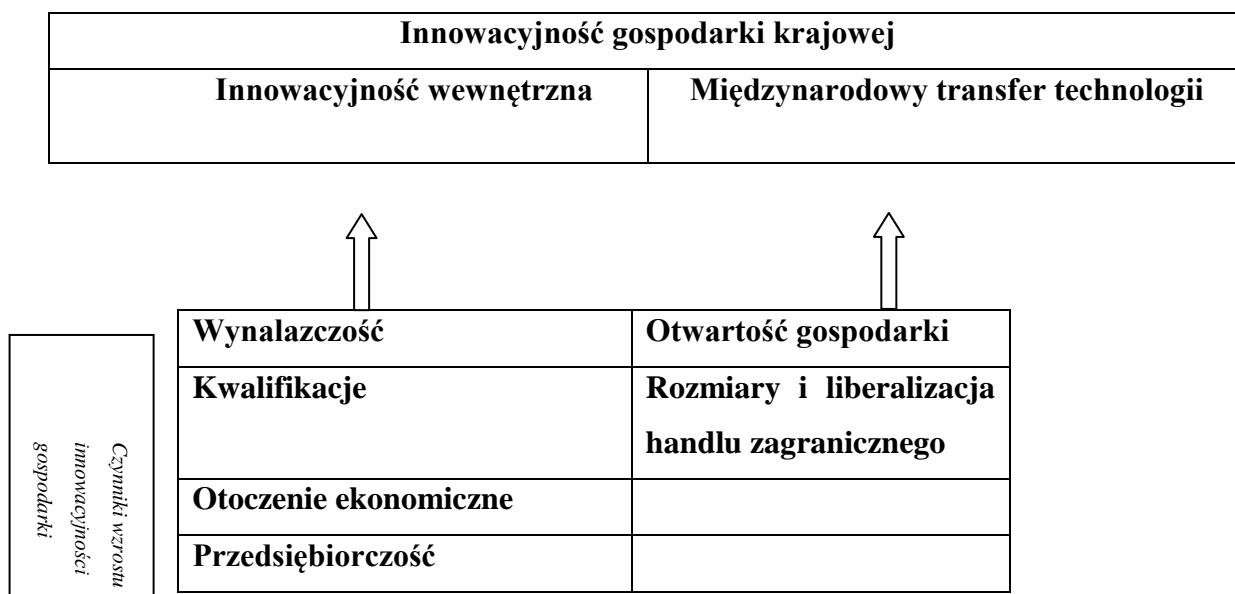 Innowacyjność gospodarki krajowej
Innowacyjność wewnętrzna
Międzynarodowy transfer technologii
Wynalazczość
Otwartość gospodarki
Kwalifikacje
Rozmiary i liberalizacja
handlu zagranicznego
Otoczenie ekonomiczne
Przedsiębiorczość
Czynniki wzrostu
innowacyjności
gospodarki